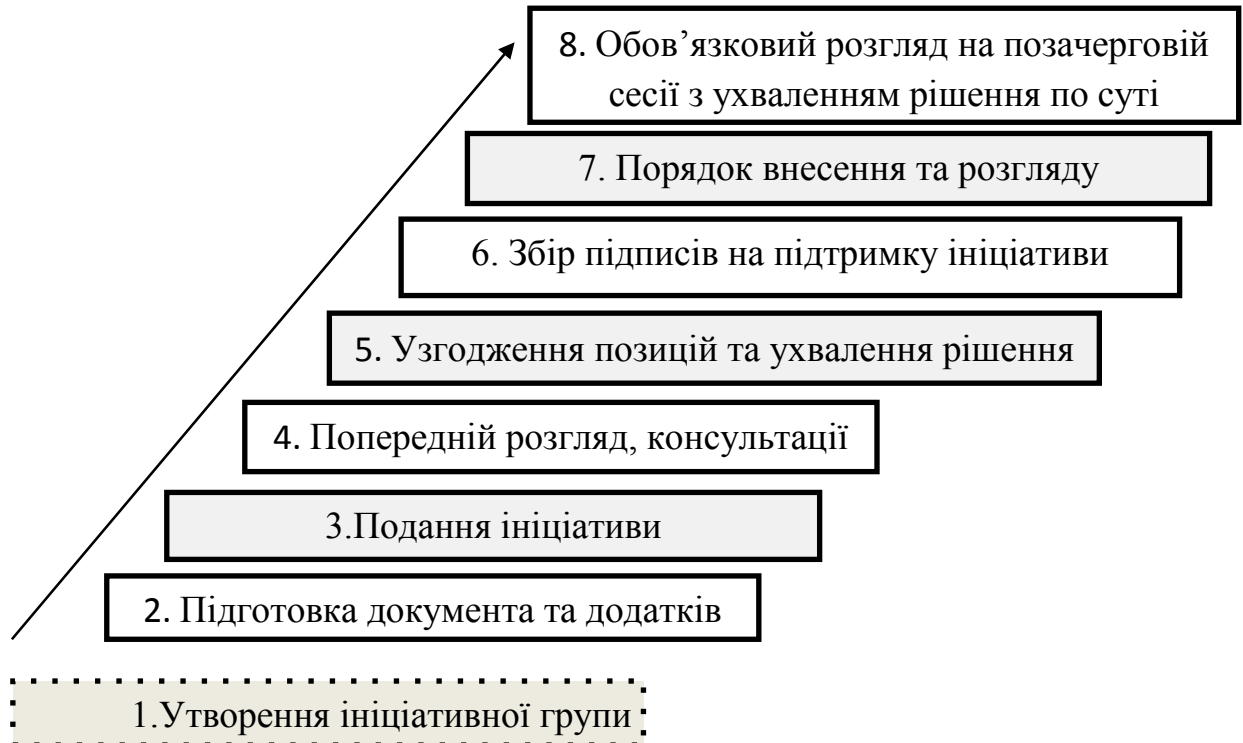 8. Обов’язковий розгляд на позачерговій
сесії з ухваленням рішення по суті
7. Порядок внесення та розгляду
6. Збір підписів на підтримку ініціативи
5. Узгодження позицій та ухвалення рішення
4. Попередній розгляд, консультації
3.Подання ініціативи
2. Підготовка документа та додатків
1.Утворення ініціативної групи